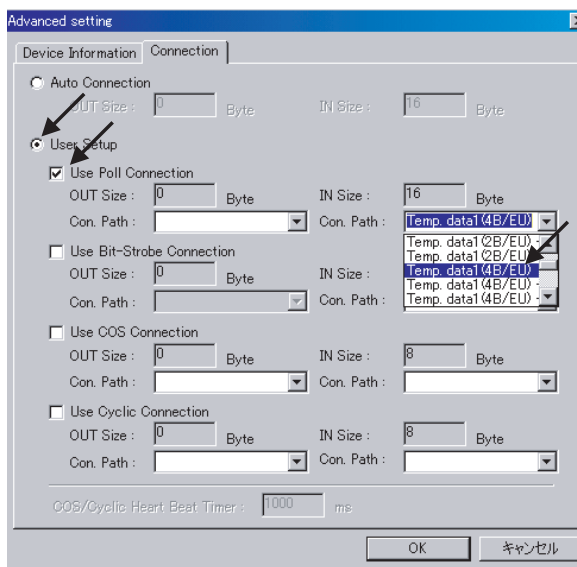 Advanced setting
Device Information Connection
Auto Connection
OUT Size : 0 Byte IN Size : 16 Byte
User Setup
Use Poll Connection
OUT Size : 0 Byte IN Size : 16 Byte
Con. Path : Con. Path : Temp. data1(4B/EU)
Temp. data1(2B/EU) -
Use Bit-Strobe Connection Temp. data1(2B/EU)
OUT Size : 0 Byte IN Size : Temp. data1(4B/EU)
Temp. data1(4B/EU) -
Con. Path : Con. Path : Temp. data1(4B/EU) -
Use COS Connection
OUT Size : 0 Byte IN Size : 8 Byte
Con. Path : Con. Path :
Use Cyclic Connection
OUT Size : 0 Byte IN Size : 8 Byte
Con. Path : Con. Path :
COS/Cyclic Heart Beat Timer : 1000 ms
OK キャンセル